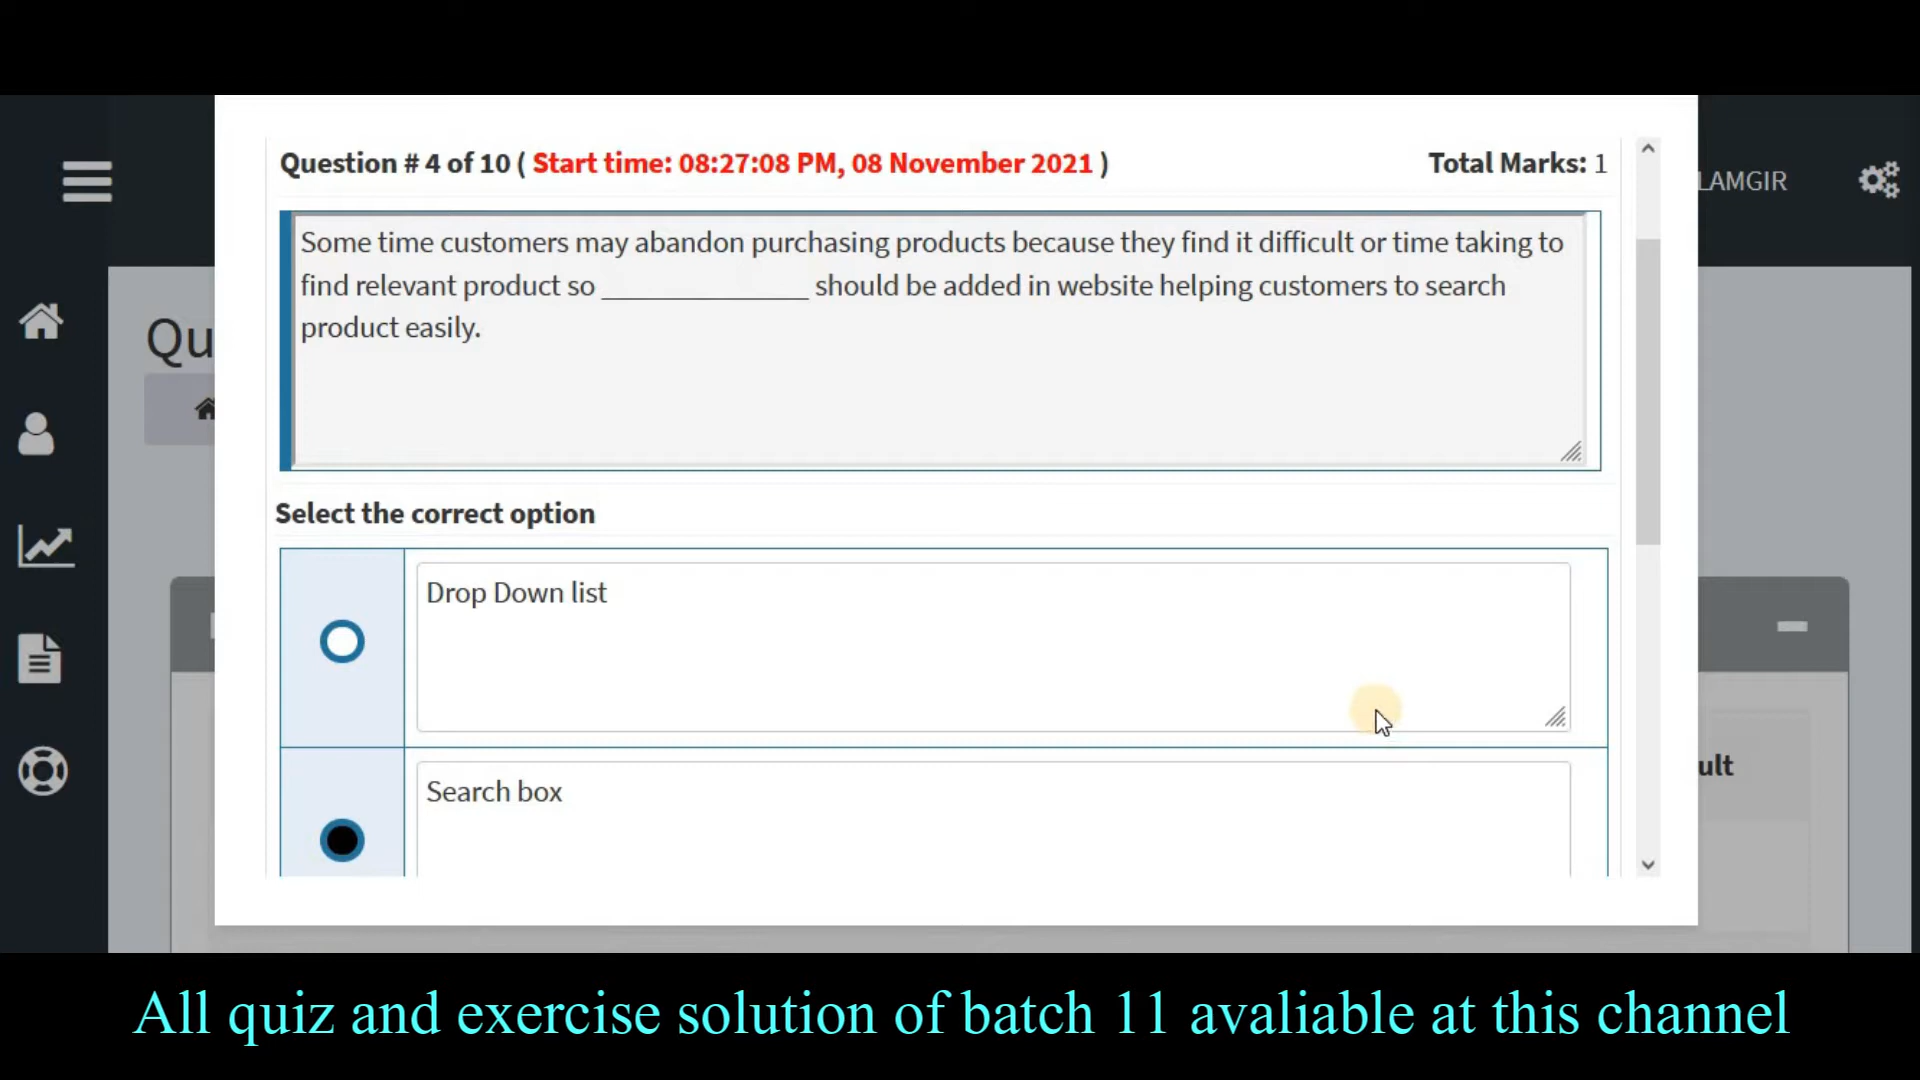 Question # 4 of 10 ( Start time: 08:27:08 PM, 08 November 2021 )
Total Marks: 1
LAMGIR
Some time customers may abandon purchasing products because they find it difficult or time taking to
find relevant product so ______________ should be added in website helping customers to search
product easily.
Qu
Select the correct option
Drop Down list
Search box
ult
All quiz and exercise solution of batch 11 avaliable at this channel